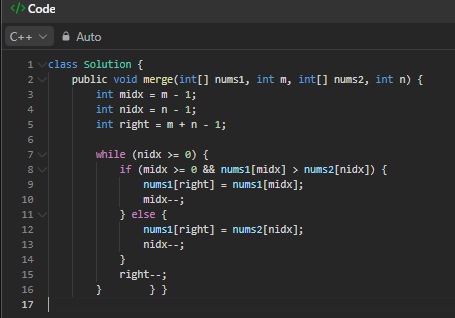 </> Code
C++ Auto
1 class Solution {
2     public void merge(int[] nums1, int m, int[] nums2, int n) {
3         int midx = m - 1;
4         int nidx = n - 1;
5         int right = m + n - 1;
6
7         while (nidx >= 0) {
8             if (midx >= 0 && nums1[midx] > nums2[nidx]) {
9                 nums1[right] = nums1[midx];
10                 midx--;
11             } else {
12                 nums1[right] = nums2[nidx];
13                 nidx--;
14             }
15             right--;
16         }        } }
17